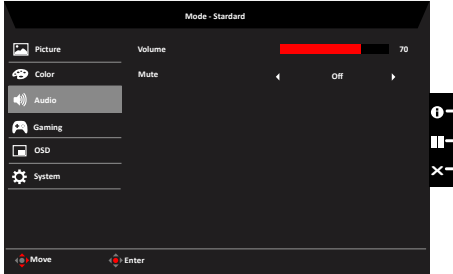 Mode - Standard
Picture
Volume 70
Color
Mute Off
Audio
Gaming
OSD
System
Move Enter